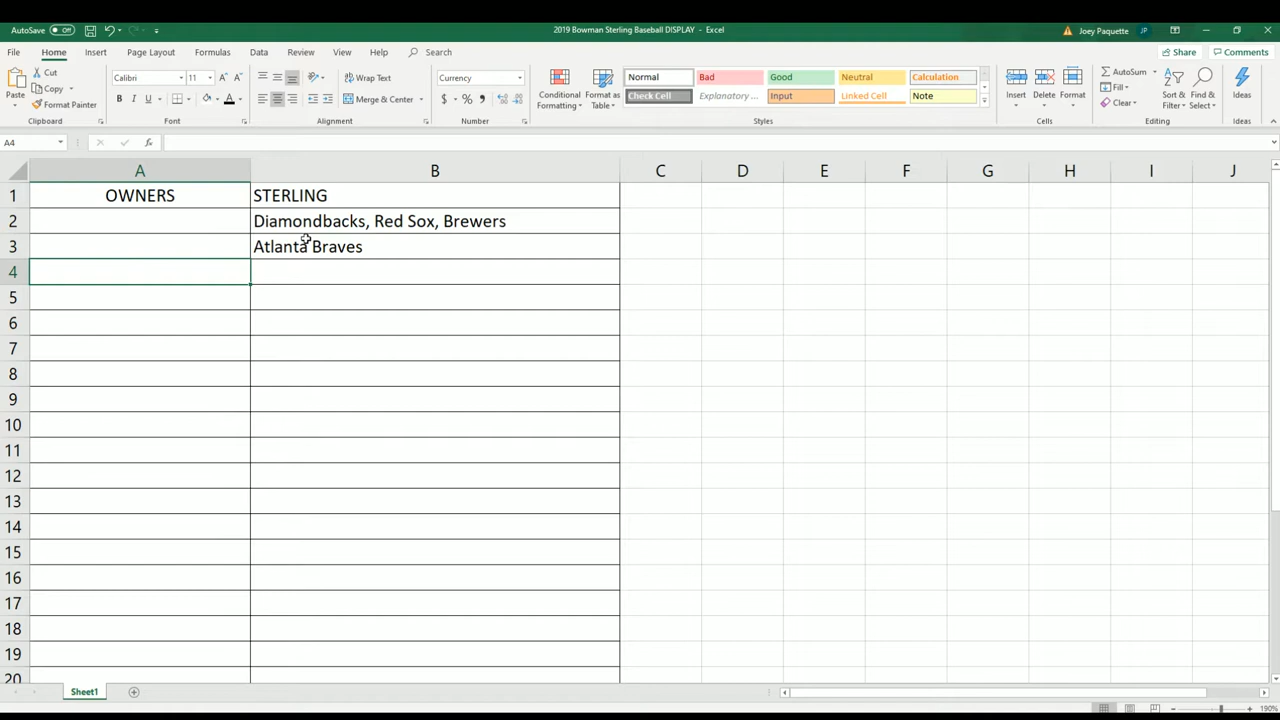 AutoSave Off 2019 Bowman Sterling Baseball DISPLAY - Excel Joey Paquette JP
File Home Insert Page Layout Formulas Data Review View Help Search Share Comments
Paste Cut Copy Format Painter Clipboard
Calibri 11 A A B I U A Font
Wrap Text Merge & Center Alignment
Currency $ % , Number
Conditional Formatting Format as Table
Normal Bad Good Neutral Calculation
Check Cell Explanatory ... Input Linked Cell Note
Styles
Insert Delete Format Cells
AutoSum Fill Clear Sort & Filter Find & Select Editing
Ideas Ideas
A4 fx
A B C D E F G H I J
1 OWNERS STERLING
2 Diamondbacks, Red Sox, Brewers
3 Atlanta Braves
4
5
6
7
8
9
10
11
12
13
14
15
16
17
18
19
20
Sheet1
190%